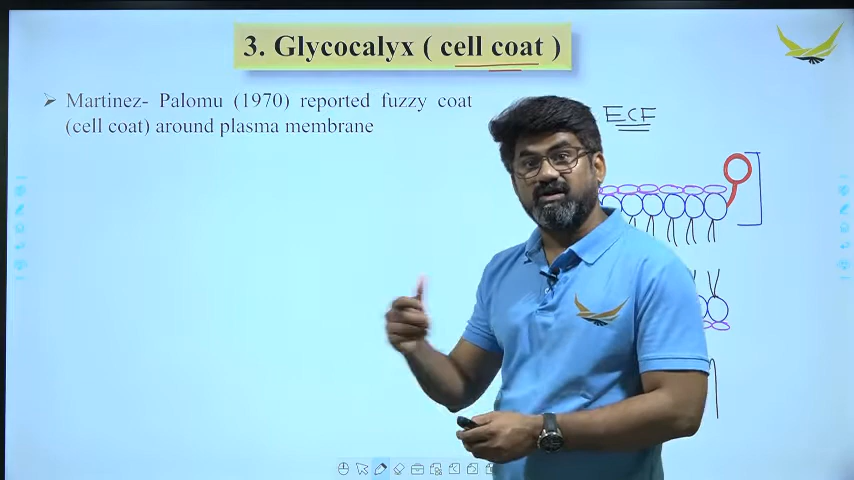 3. Glycocalyx ( cell coat )
➢ Martinez- Palomu (1970) reported fuzzy coat
(cell coat) around plasma membrane
ECF